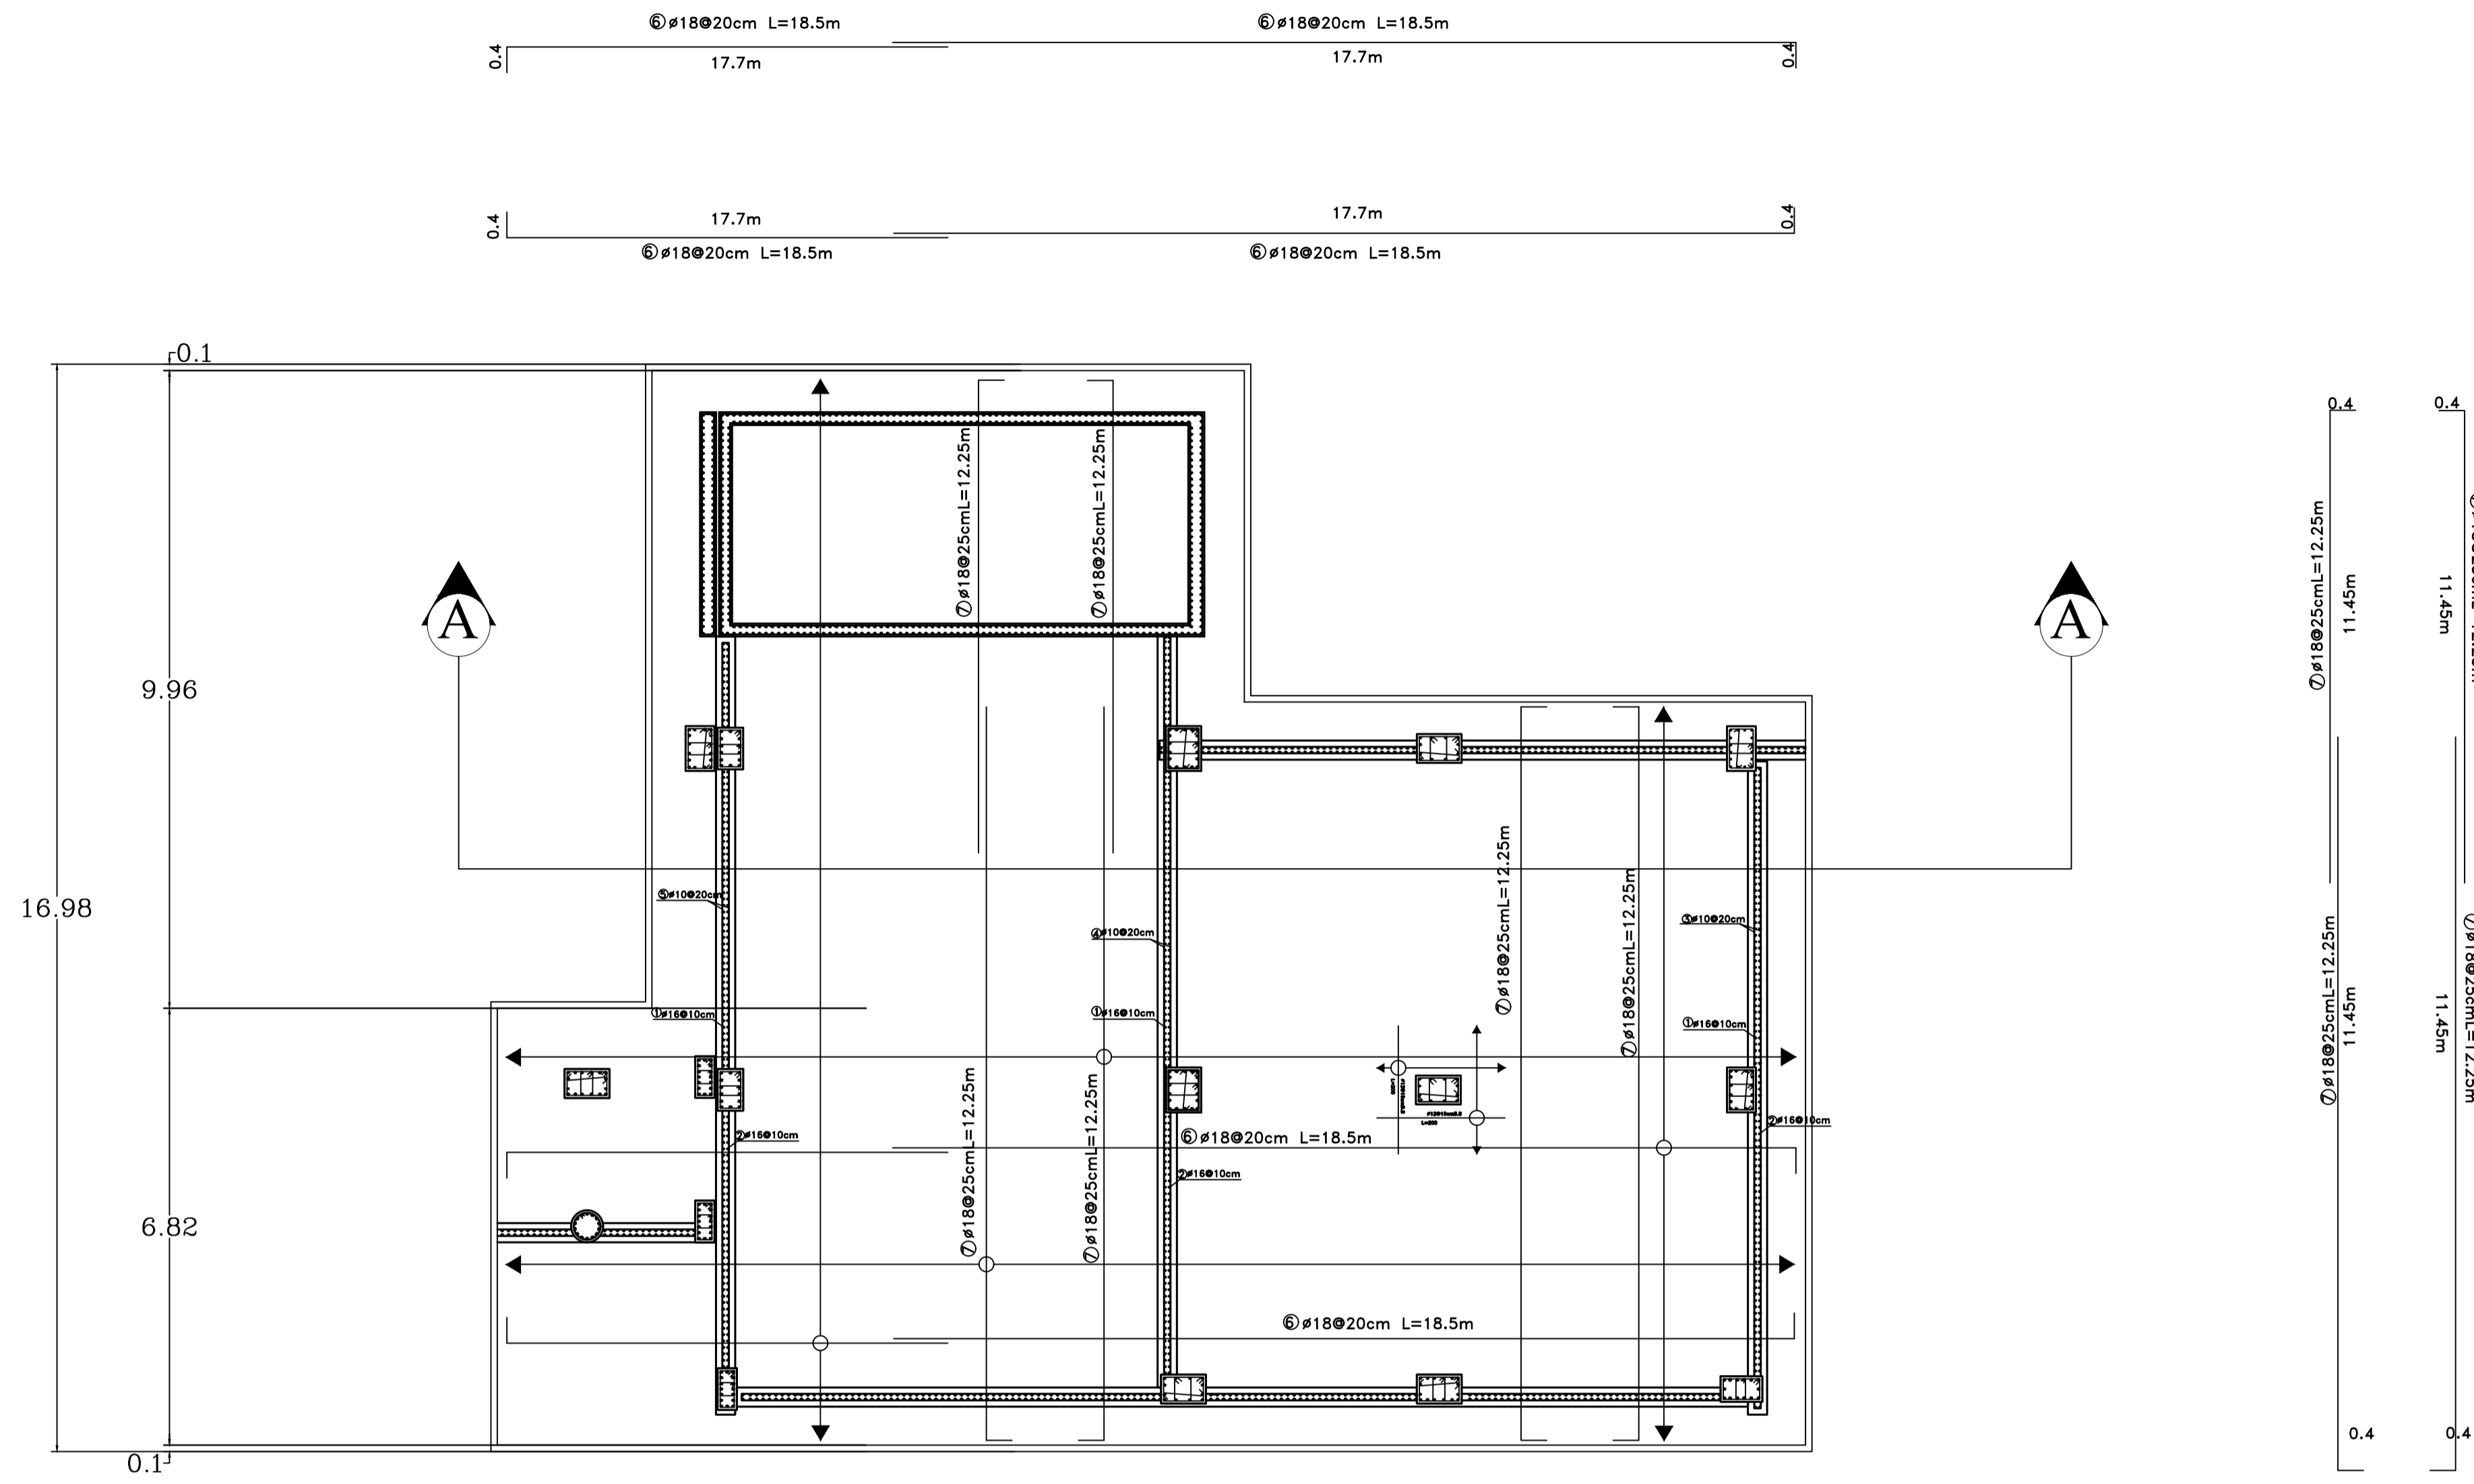 ⑥ø18@20cm L=18.5m
⑥ø18@20cm L=18.5m
0.4
17.7m
17.7m
0.4
0.4
17.7m
17.7m
0.4
⑥ø18@20cm L=18.5m
⑥ø18@20cm L=18.5m
0.1
9.96
16.98
6.82
0.1
A
A
⑦ø18@25cmL=12.25m
⑦ø18@25cmL=12.25m
⑤ø10@20cm
④ø10@20cm
③ø10@20cm
①ø16@10cm
①ø16@10cm
①ø16@10cm
⑦ø18@25cmL=12.25m
⑦ø18@25cmL=12.25m
②ø16@10cm
②ø16@10cm
②ø16@10cm
L=200
⑥ø18@20cm L=18.5m
⑦ø18@25cmL=12.25m
⑦ø18@25cmL=12.25m
⑥ø18@20cm L=18.5m
0.4
0.4
⑦ø18@25cmL=12.25m
11.45m
11.45m
⑦ø18@25cmL=12.25m
11.45m
11.45m
⑦ø18@25cmL=12.25m
0.4
0.4